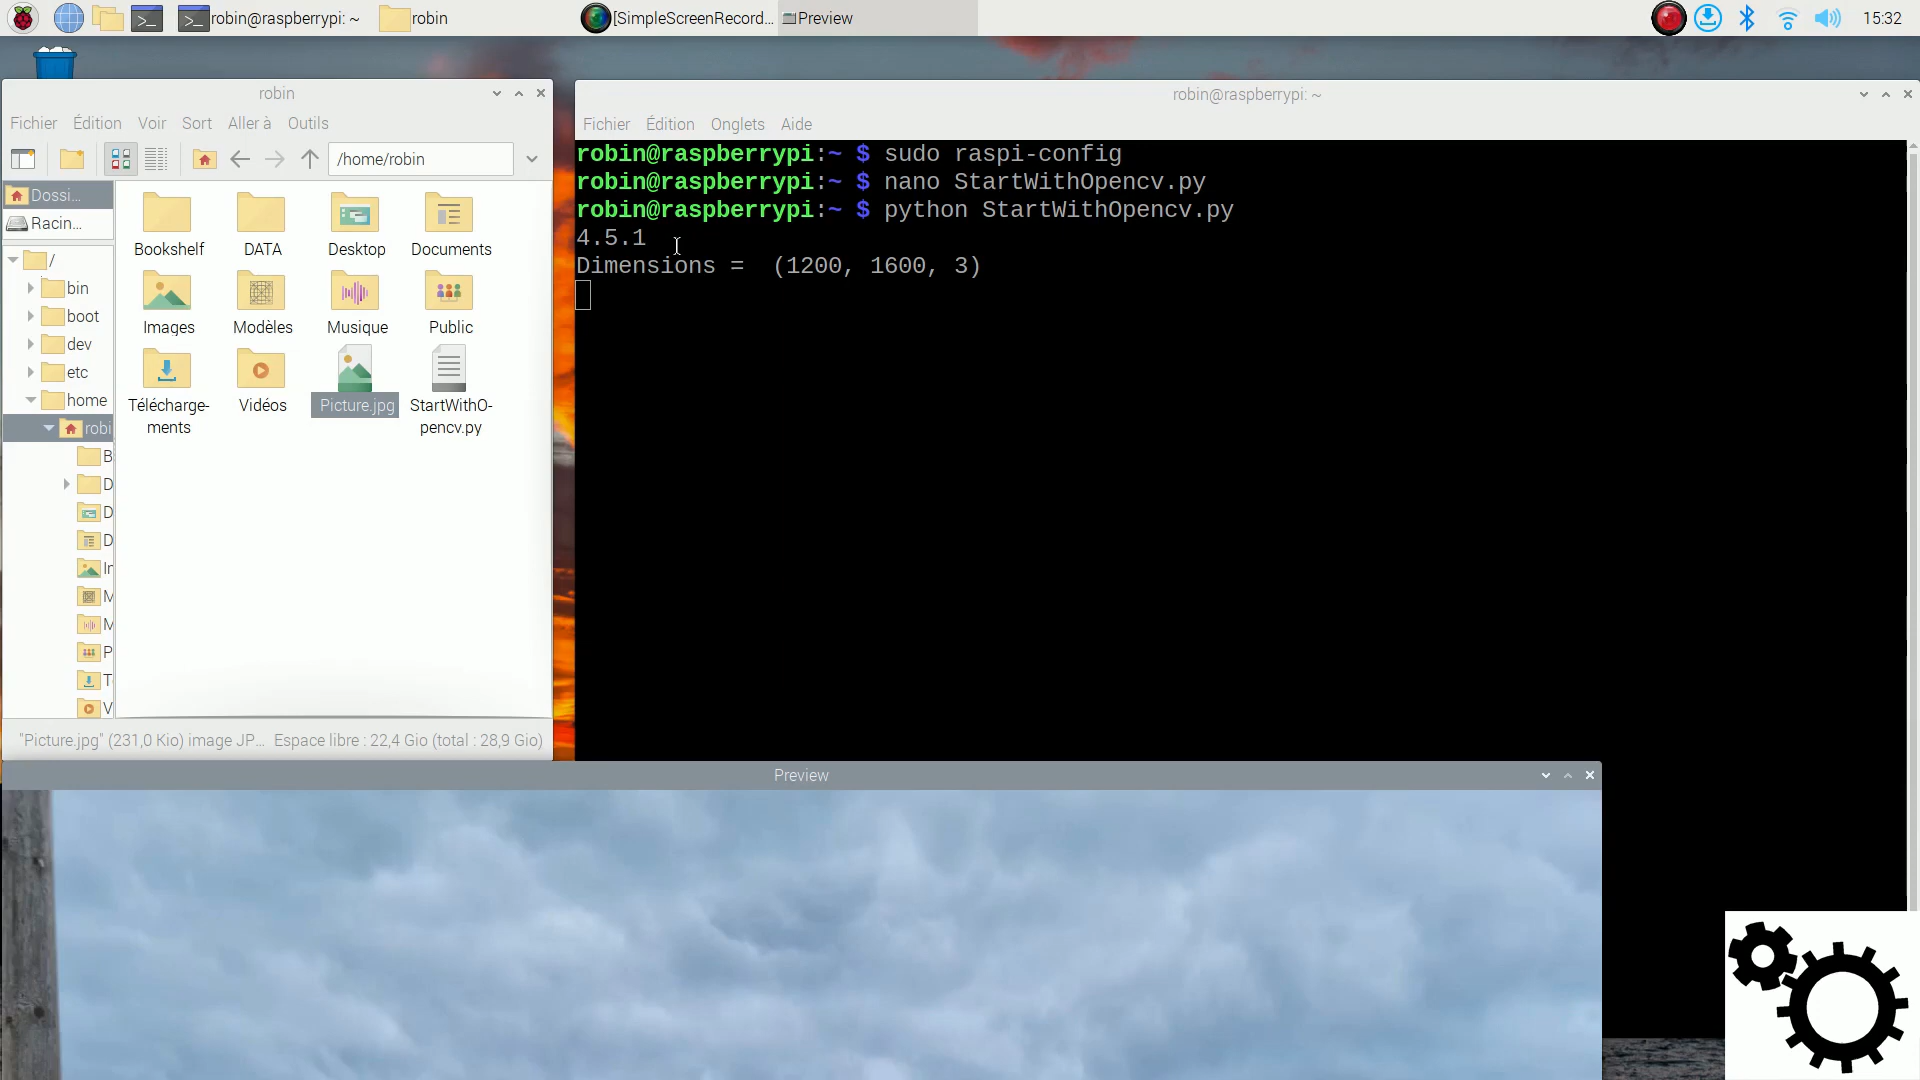 robin@raspberrypi: ~
robin
[SimpleScreenRecord...
Preview
15:32
robin
Fichier Édition Voir Sort Aller à Outils
/home/robin
Dossi...
Racin...
/
bin
boot
dev
etc
home
robi
B
D
D
D
M
M
P
T
V
Bookshelf DATA Desktop Documents
Images Modèles Musique Public
Télécharge-
ments
Vidéos
Picture.jpg
StartWithO-
pencv.py
"Picture.jpg" (231,0 Kio) image JP... Espace libre : 22,4 Gio (total : 28,9 Gio)
robin@raspberrypi: ~
Fichier Édition Onglets Aide
robin@raspberrypi:~ $ sudo raspi-config
robin@raspberrypi:~ $ nano StartWithOpencv.py
robin@raspberrypi:~ $ python StartWithOpencv.py
4.5.1
Dimensions = (1200, 1600, 3)
Preview